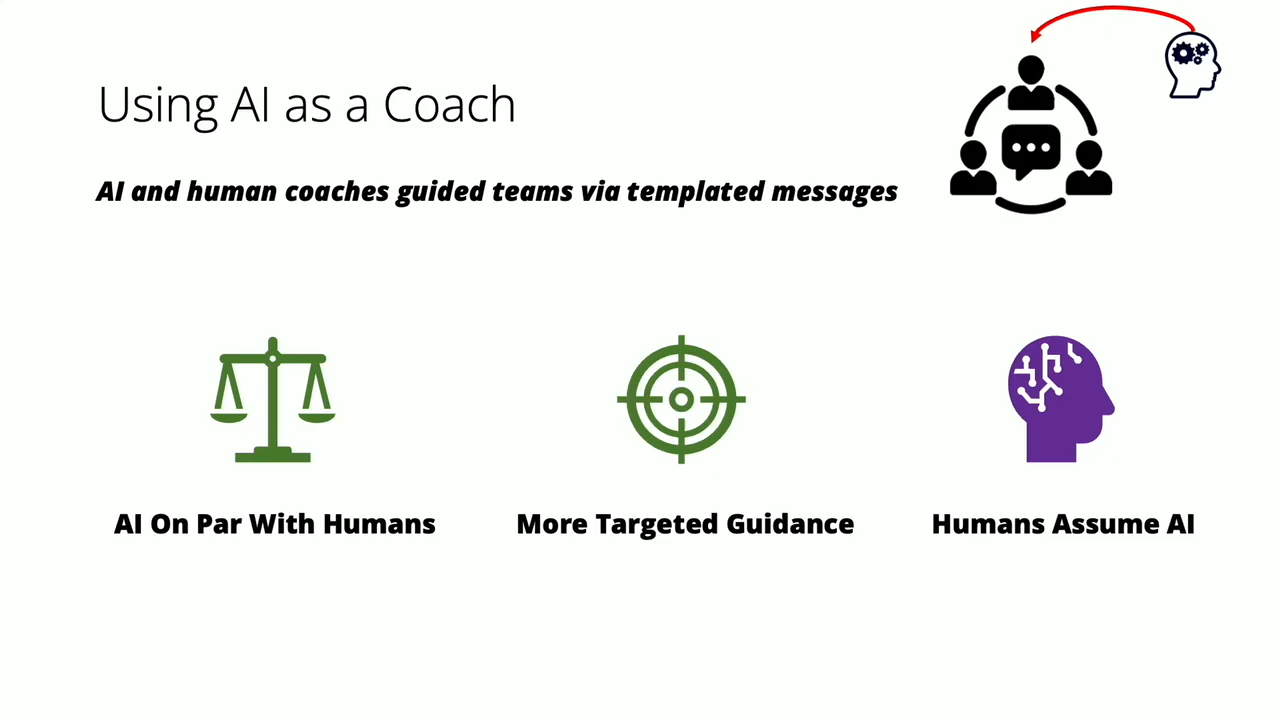 Using AI as a Coach
AI and human coaches guided teams via templated messages
AI On Par With Humans
More Targeted Guidance
Humans Assume AI